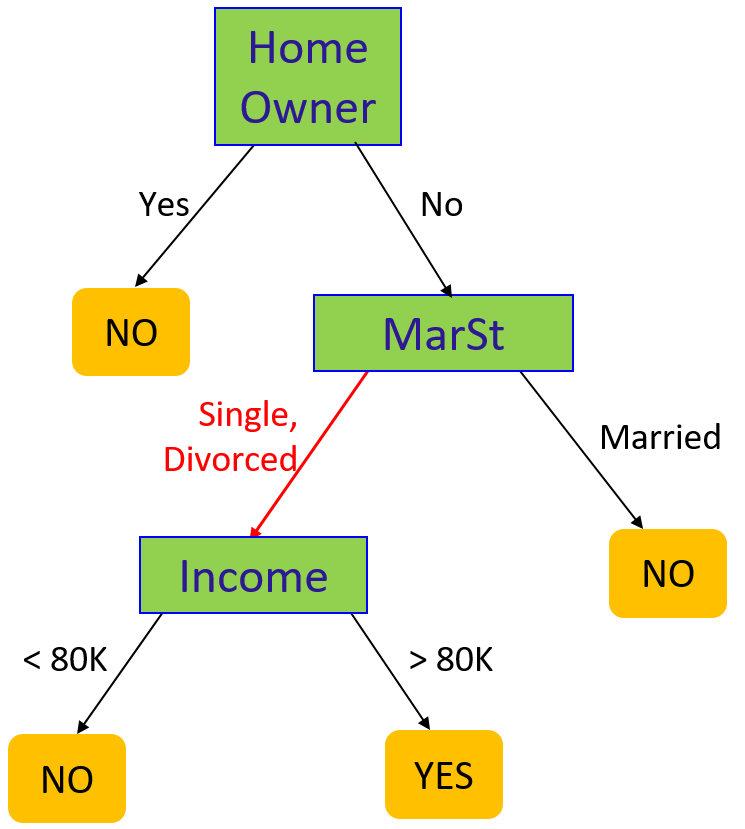 Home
Owner
Yes
No
NO
MarSt
Single,
Divorced
Married
Income
NO
< 80K
> 80K
NO
YES